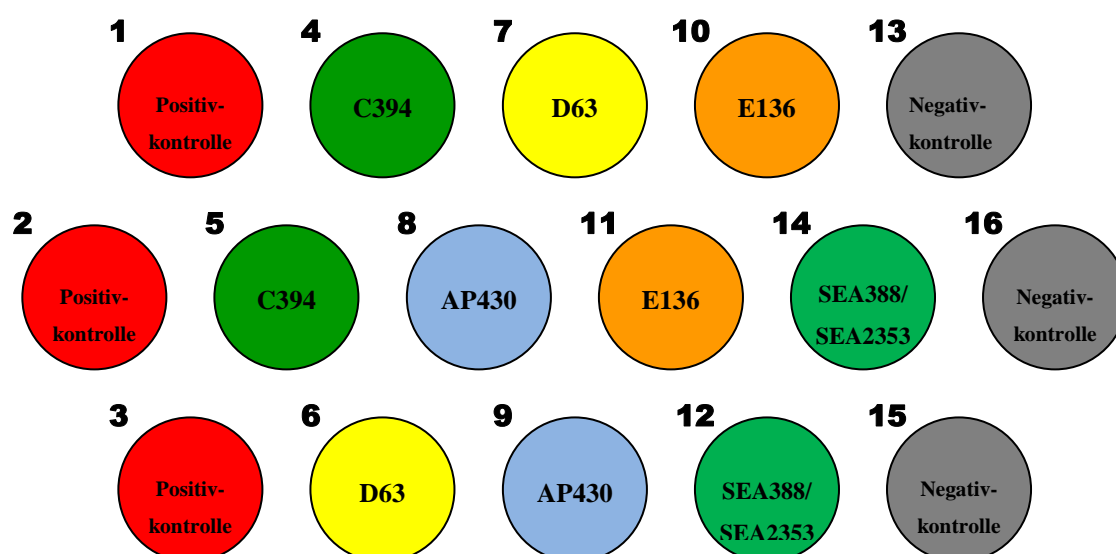 1 4 7 10 13
Positiv- C394 D63 E136 Negativ-
kontrolle kontrolle
2 5 8 11 14 16
Positiv- C394 AP430 E136 SEA388/ Negativ-
kontrolle SEA2353 kontrolle
3 6 9 12 15
Positiv- D63 AP430 SEA388/ Negativ-
kontrolle SEA2353 kontrolle